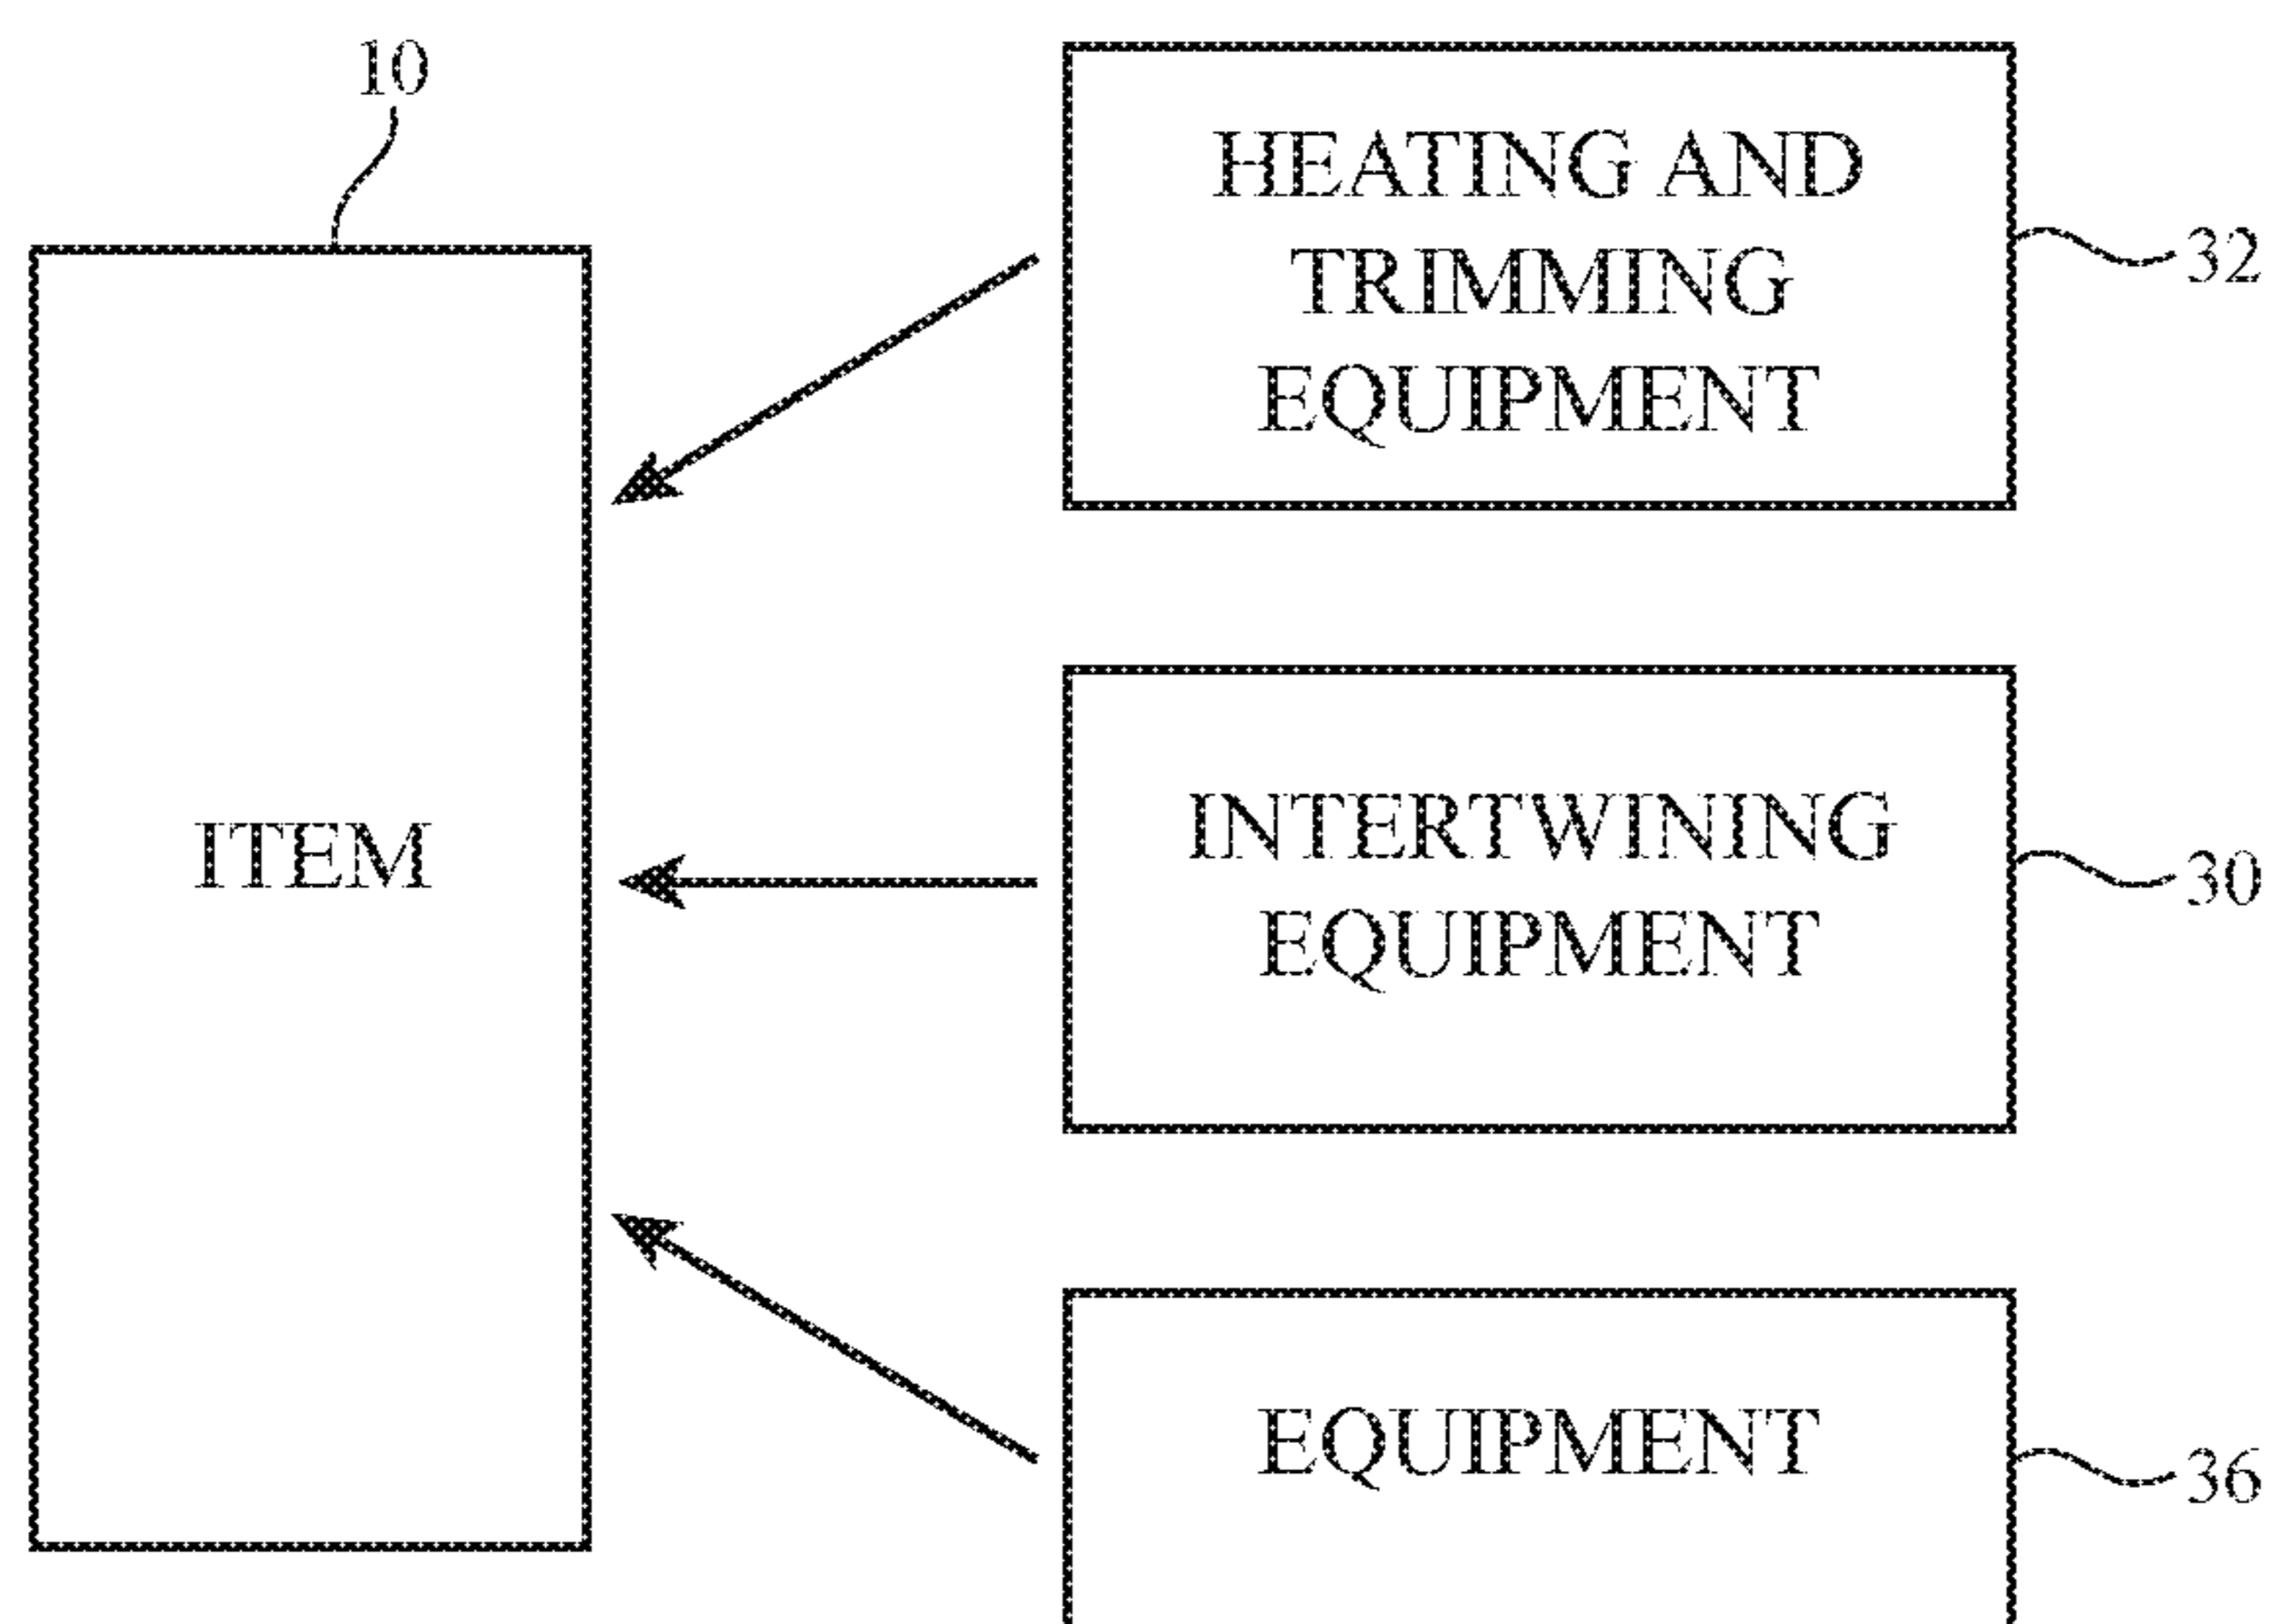 10
HEATING AND
TRIMMING
EQUIPMENT
32
ITEM
INTERTWINING
EQUIPMENT
30
EQUIPMENT
36